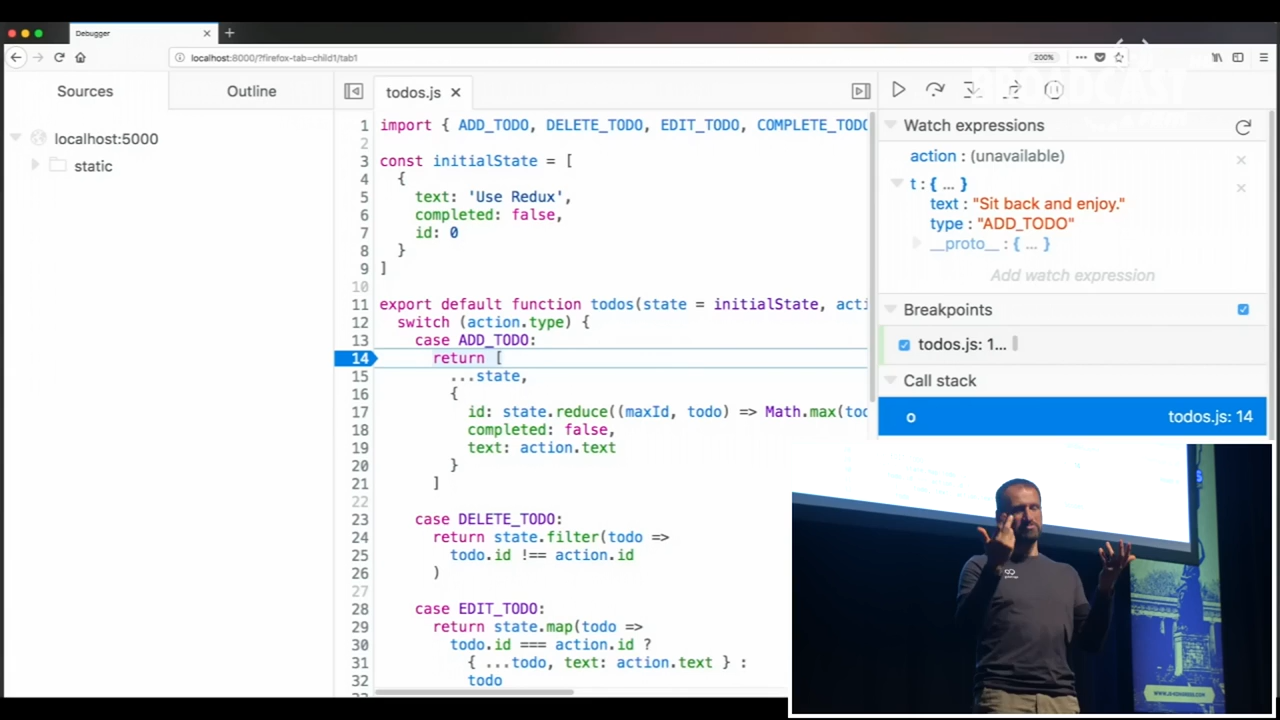 Debugger
localhost:8000/?firefox-tab=child1/tab1
200%
Sources
Outline
localhost:5000
static
todos.js
1 import { ADD_TODO, DELETE_TODO, EDIT_TODO, COMPLETE_TODO
2
3 const initialState = [
4 {
5 text: 'Use Redux',
6 completed: false,
7 id: 0
8 }
9 ]
10
11 export default function todos(state = initialState, acti
12 switch (action.type) {
13 case ADD_TODO:
14 return [
15 ...state,
16 {
17 id: state.reduce((maxId, todo) => Math.max(too
18 completed: false,
19 text: action.text
20 }
21 ]
22
23 case DELETE_TODO:
24 return state.filter(todo =>
25 todo.id !== action.id
26 )
27
28 case EDIT_TODO:
29 return state.map(todo =>
30 todo.id === action.id ?
31 { ...todo, text: action.text } :
32 todo
BROADCAST
Watch expressions
action : (unavailable)
t : { … }
text : "Sit back and enjoy."
type : "ADD_TODO"
__proto__ : { … }
Add watch expression
Breakpoints
todos.js: 1...
Call stack
o todos.js: 14
WWW.JS-KONGRESS.COM